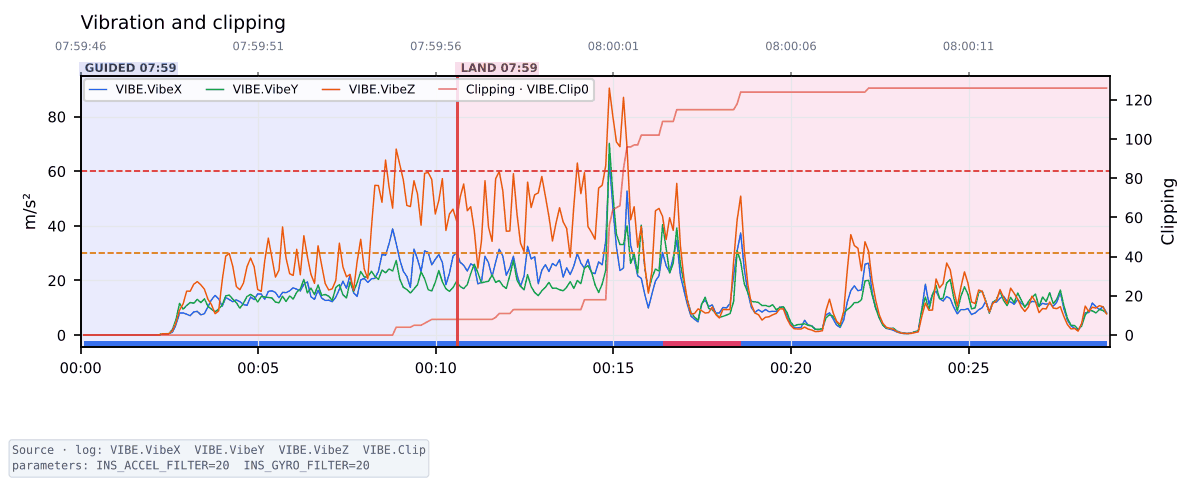 Vibration and clipping
07:59:46 07:59:51 07:59:56 08:00:01 08:00:06 08:00:11
GUIDED 07:59 LAND 07:59
VIBE.VibeX VIBE.VibeY VIBE.VibeZ Clipping · VIBE.Clip0
80
60
40
20
0
m/s²
120
100
80
60
40
20
0
Clipping
00:00 00:05 00:10 00:15 00:20 00:25
Source · log: VIBE.VibeX VIBE.VibeY VIBE.VibeZ VIBE.Clip
parameters: INS_ACCEL_FILTER=20 INS_GYRO_FILTER=20